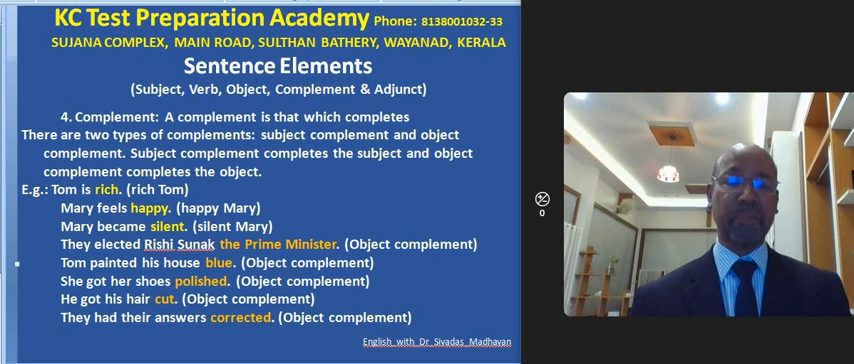 KC Test Preparation Academy Phone: 8138001032-33
SUJANA COMPLEX, MAIN ROAD, SULTHAN BATHERY, WAYANAD, KERALA
Sentence Elements
(Subject, Verb, Object, Complement & Adjunct)
4. Complement: A complement is that which completes
There are two types of complements: subject complement and object
complement. Subject complement completes the subject and object
complement completes the object.
E.g.: Tom is rich. (rich Tom)
Mary feels happy. (happy Mary)
Mary became silent. (silent Mary)
They elected Rishi Sunak the Prime Minister. (Object complement)
Tom painted his house blue. (Object complement)
She got her shoes polished. (Object complement)
He got his hair cut. (Object complement)
They had their answers corrected. (Object complement)
English_with_Dr_Sivadas_Madhavan
0